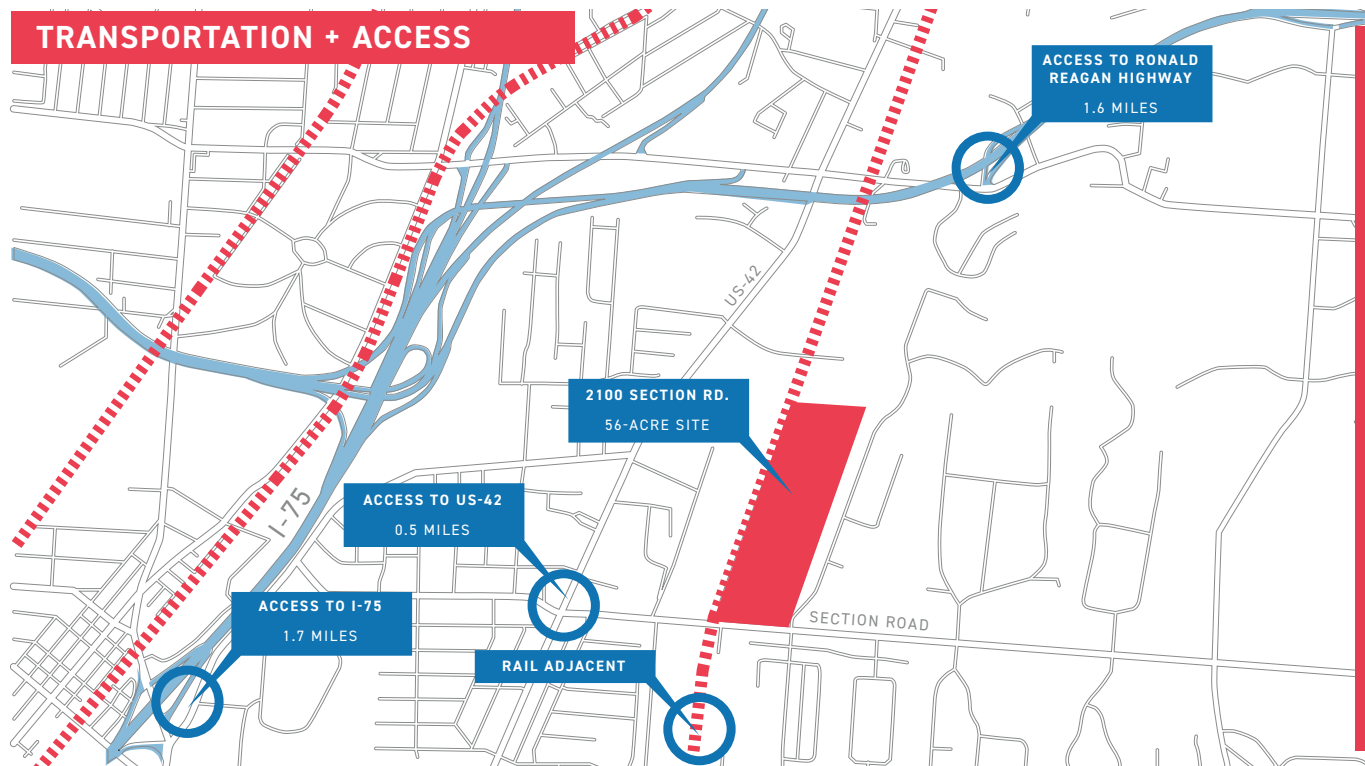 TRANSPORTATION + ACCESS
ACCESS TO RONALD
REAGAN HIGHWAY
1.6 MILES
US-42
2100 SECTION RD.
56-ACRE SITE
I-75
ACCESS TO US-42
0.5 MILES
ACCESS TO I-75
1.7 MILES
SECTION ROAD
RAIL ADJACENT